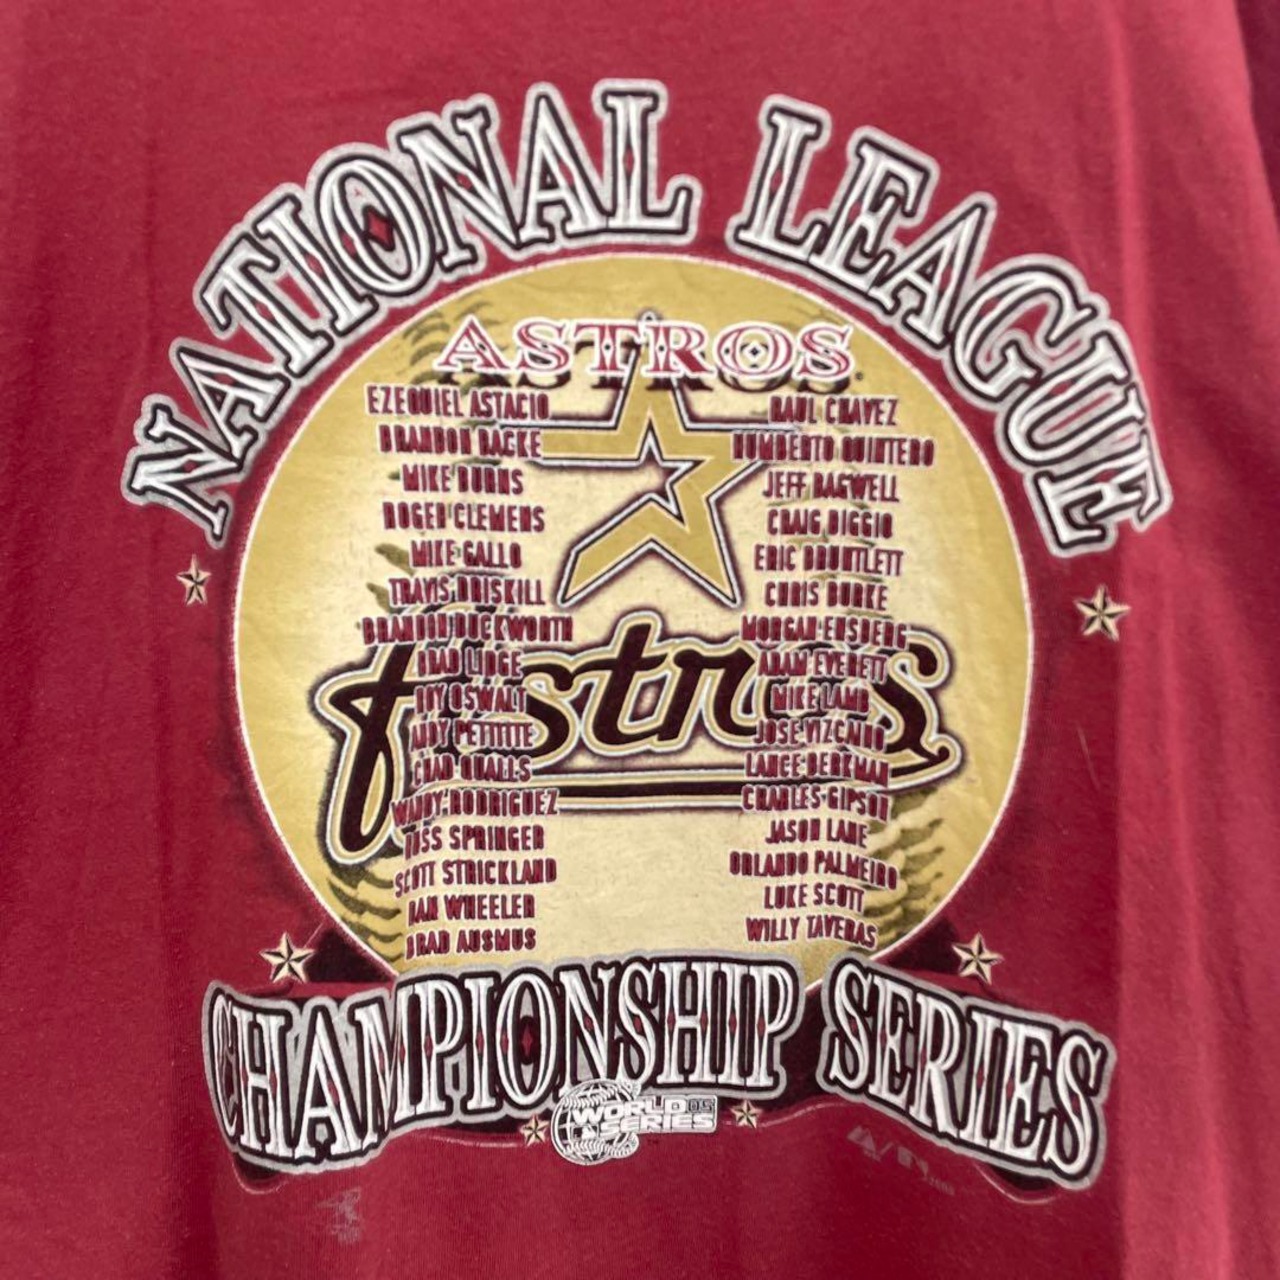 NATIONAL LEAGUE
ASTROS
EZEQUIEL ASTACIO
BRANDON BACKE
MIKE BURNS
ROGER CLEMENS
MIKE GALLO
TRAVIS DRISKILL
BRANDON DUCKWORTH
BRAD LIDGE
ROY OSWALT
ANDY PETTITTE
CHAD QUALLS
WANDY RODRIGUEZ
RUSS SPRINGER
SCOTT STRICKLAND
DAN WHEELER
BRAD AUSMUS
RAUL CHAVEZ
HUMBERTO QUINTERO
JEFF BAGWELL
CRAIG BIGGIO
ERIC BRUNTLETT
CHRIS BURKE
MORGAN ENSBERG
ADAM EVERETT
MIKE LAMB
JOSE VIZCAINO
LANCE BERKMAN
CHARLES GIPSON
JASON LANE
ORLANDO PALMEIRO
LUKE SCOTT
WILLY TAVERAS
Astros
CHAMPIONSHIP SERIES
WORLD 05
SERIES